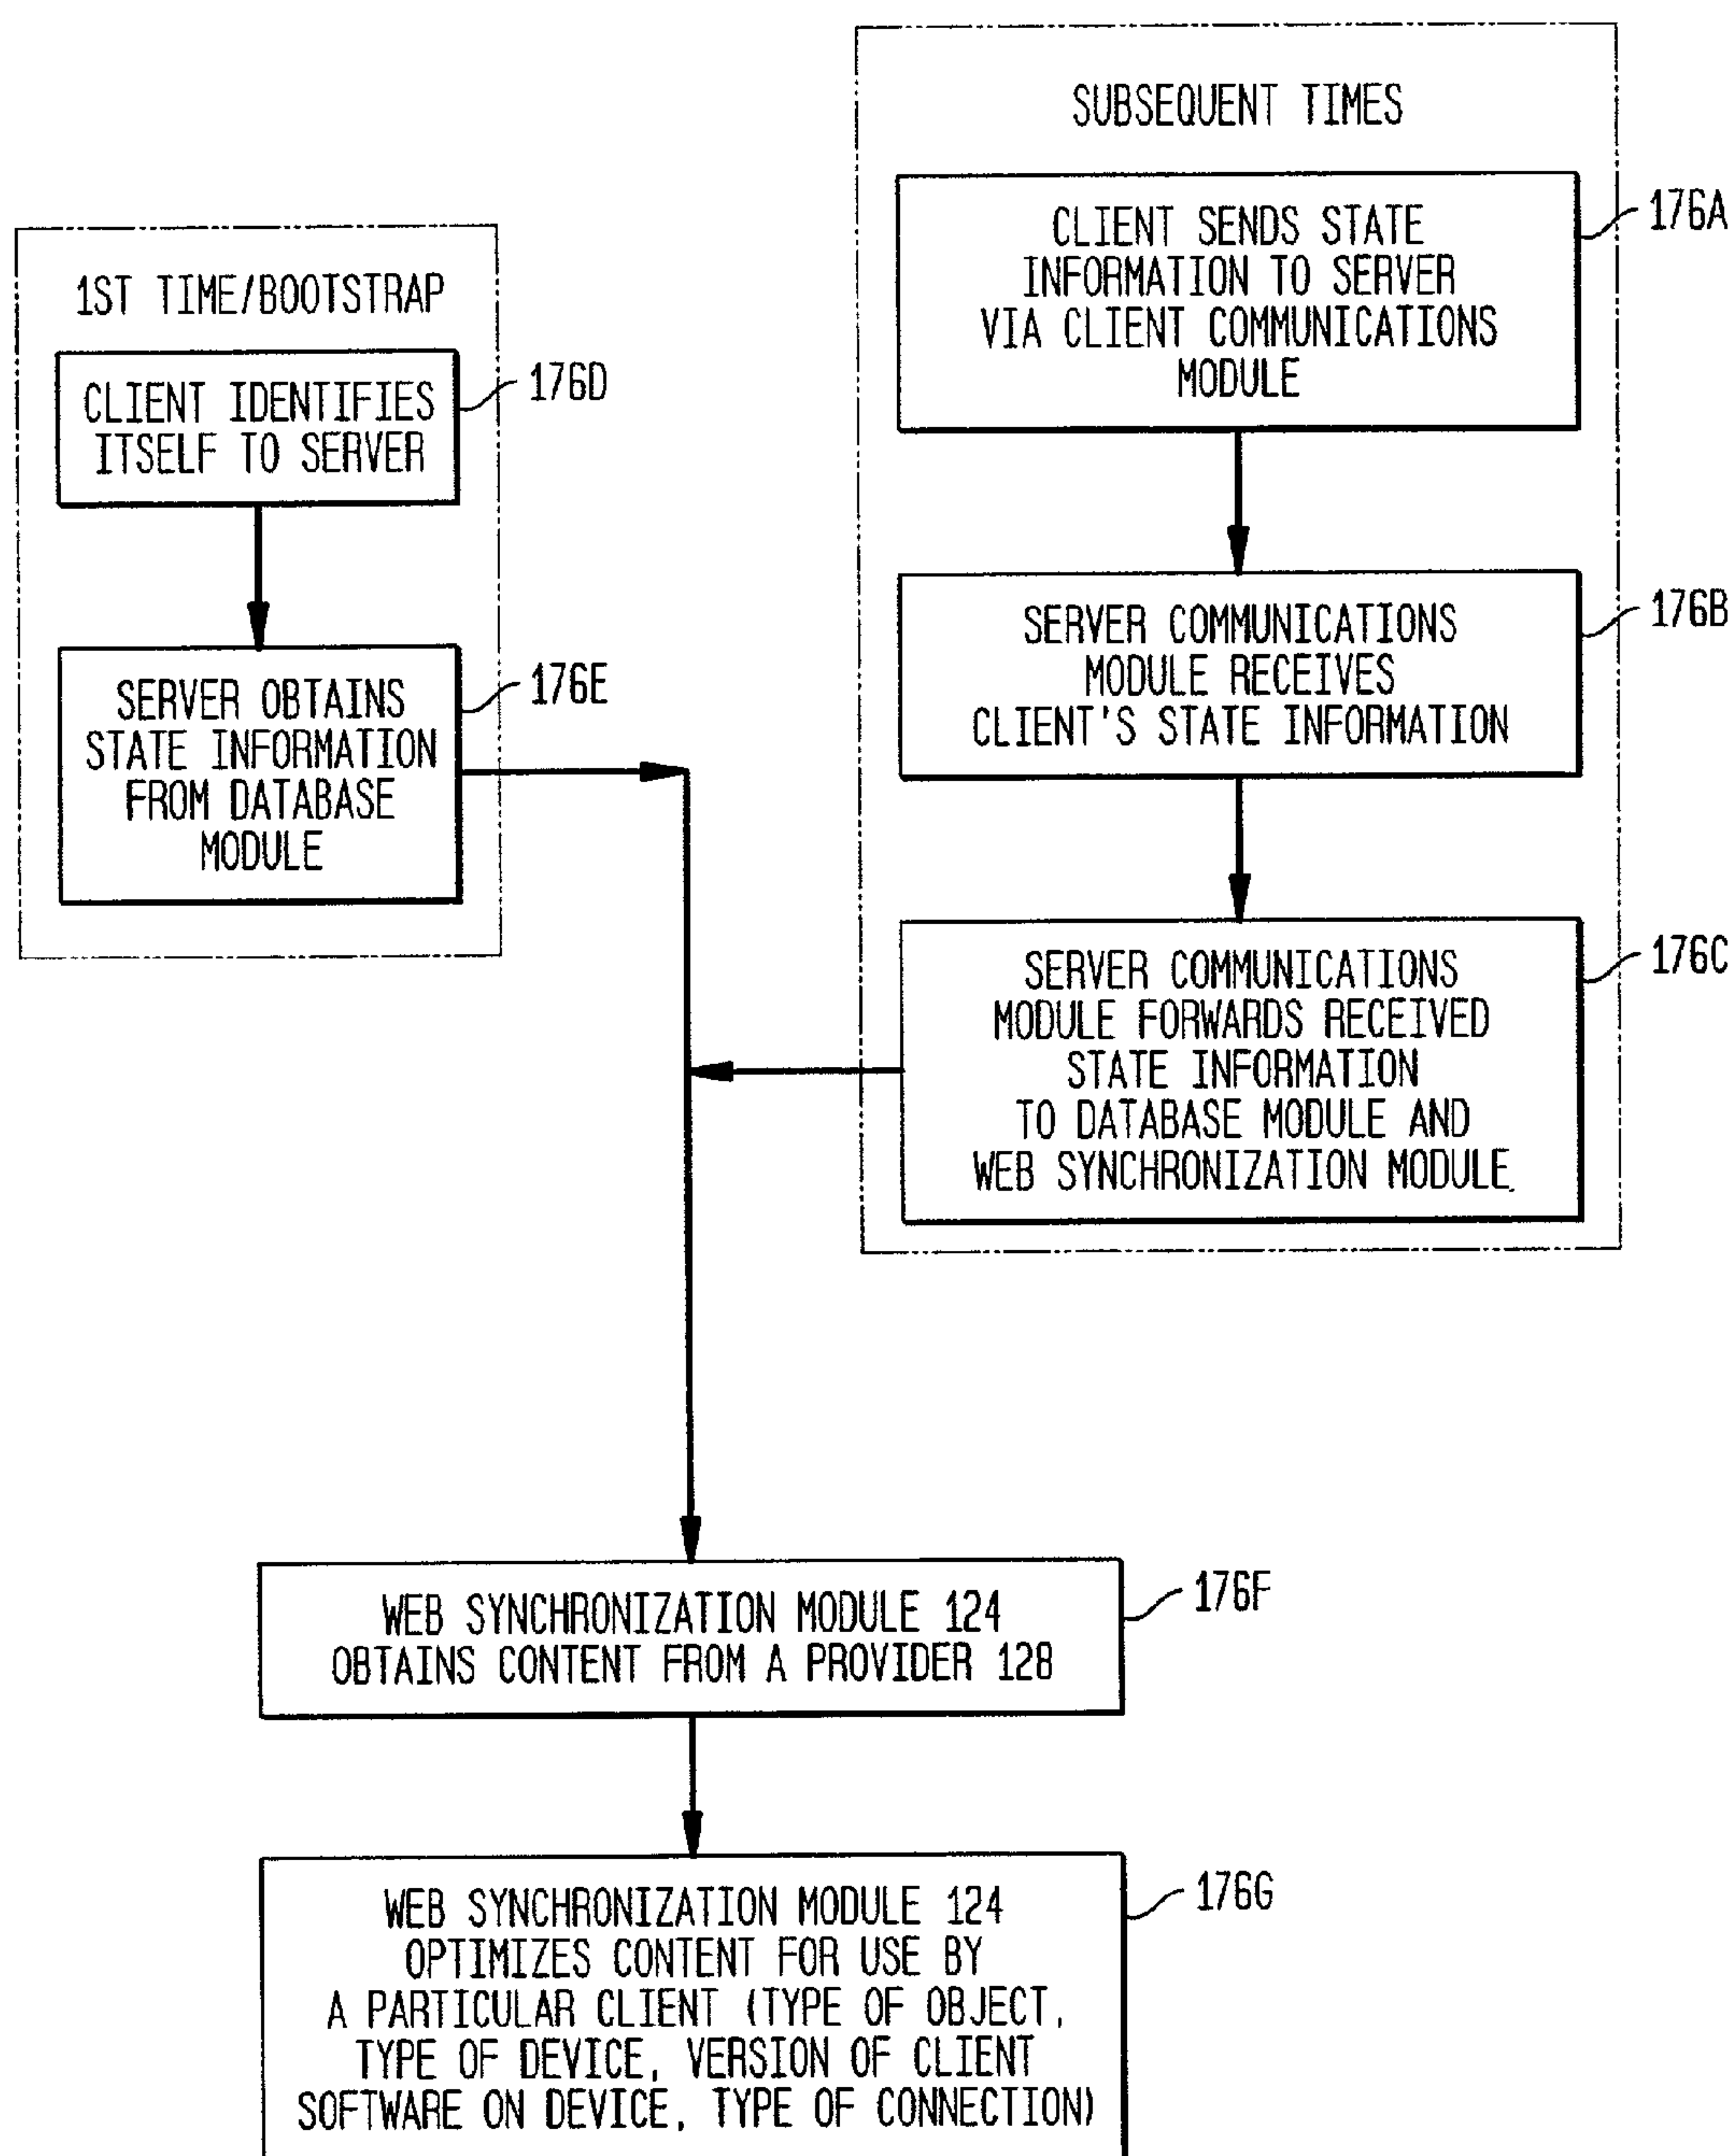 SUBSEQUENT TIMES
CLIENT SENDS STATE
INFORMATION TO SERVER
VIA CLIENT COMMUNICATIONS
MODULE
176A
1ST TIME/BOOTSTRAP
CLIENT IDENTIFIES
ITSELF TO SERVER
176D
SERVER COMMUNICATIONS
MODULE RECEIVES
CLIENT'S STATE INFORMATION
176B
SERVER OBTAINS
STATE INFORMATION
FROM DATABASE
MODULE
176E
SERVER COMMUNICATIONS
MODULE FORWARDS RECEIVED
STATE INFORMATION
TO DATABASE MODULE AND
WEB SYNCHRONIZATION MODULE.
176C
WEB SYNCHRONIZATION MODULE 124
OBTAINS CONTENT FROM A PROVIDER 128
176F
WEB SYNCHRONIZATION MODULE 124
OPTIMIZES CONTENT FOR USE BY
A PARTICULAR CLIENT (TYPE OF OBJECT,
TYPE OF DEVICE, VERSION OF CLIENT
SOFTWARE ON DEVICE, TYPE OF CONNECTION)
176G